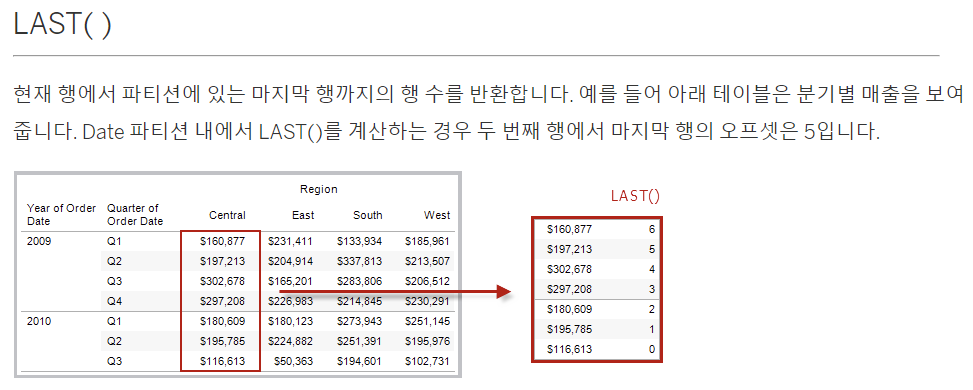 LAST( )
현재 행에서 파티션에 있는 마지막 행까지의 행 수를 반환합니다. 예를 들어 아래 테이블은 분기별 매출을 보여
줍니다. Date 파티션 내에서 LAST()를 계산하는 경우 두 번째 행에서 마지막 행의 오프셋은 5입니다.
Region
Year of Order Date Quarter of Order Date Central East South West
2009 Q1 $160,877 $231,411 $133,934 $185,961
Q2 $197,213 $204,914 $337,813 $213,507
Q3 $302,678 $165,201 $283,806 $206,512
Q4 $297,208 $226,983 $214,845 $230,291
2010 Q1 $180,609 $180,123 $273,943 $251,145
Q2 $195,785 $224,882 $251,391 $195,976
Q3 $116,613 $50,363 $194,601 $102,731
LAST()
$160,877 6
$197,213 5
$302,678 4
$297,208 3
$180,609 2
$195,785 1
$116,613 0